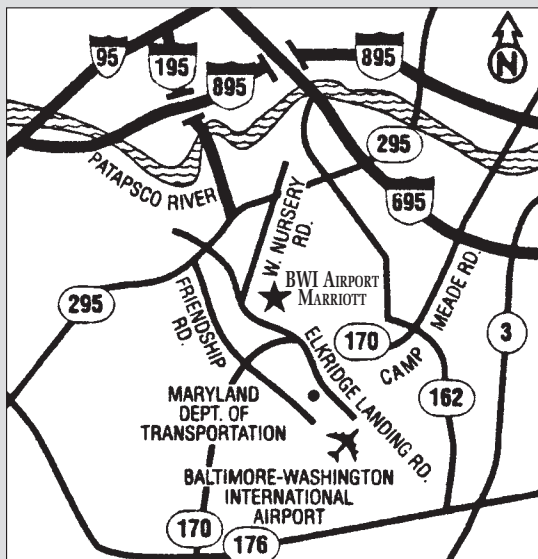 95
195
895
895
N
295
PATAPSCO RIVER
695
W. NURSERY
RD.
BWI AIRPORT
MARRIOTT
MEADE RD.
295
FRIENDSHIP
RD.
3
170
CAMP
ELKRIDGE LANDING RD.
162
MARYLAND
DEPT. OF
TRANSPORTATION
BALTIMORE-WASHINGTON
INTERNATIONAL
AIRPORT
170
176